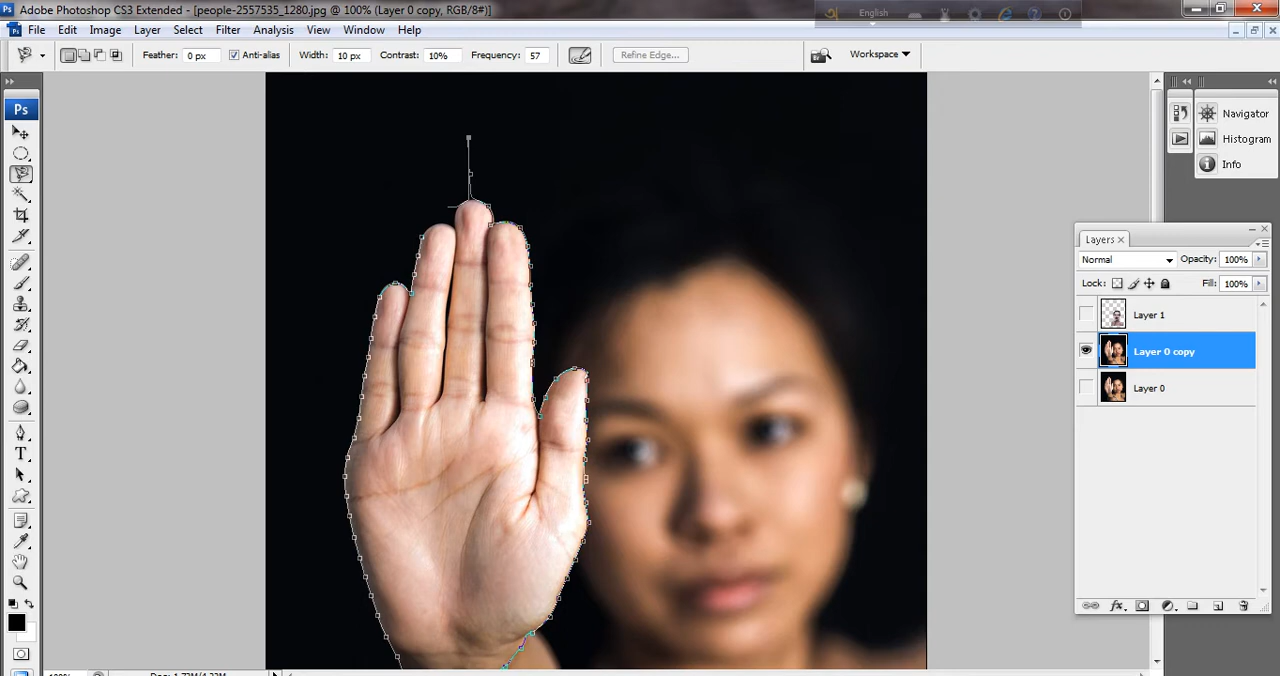 Adobe Photoshop CS3 Extended - [people-2557535_1280.jpg @ 100% (Layer 0 copy, RGB/8#)]
English
File Edit Image Layer Select Filter Analysis View Window Help
Feather: 0 px Anti-alias Width: 10 px Contrast: 10% Frequency: 57 Refine Edge... Workspace
Ps
Navigator
Histogram
Info
Layers
Normal Opacity: 100%
Lock: Fill: 100%
Layer 1
Layer 0 copy
Layer 0